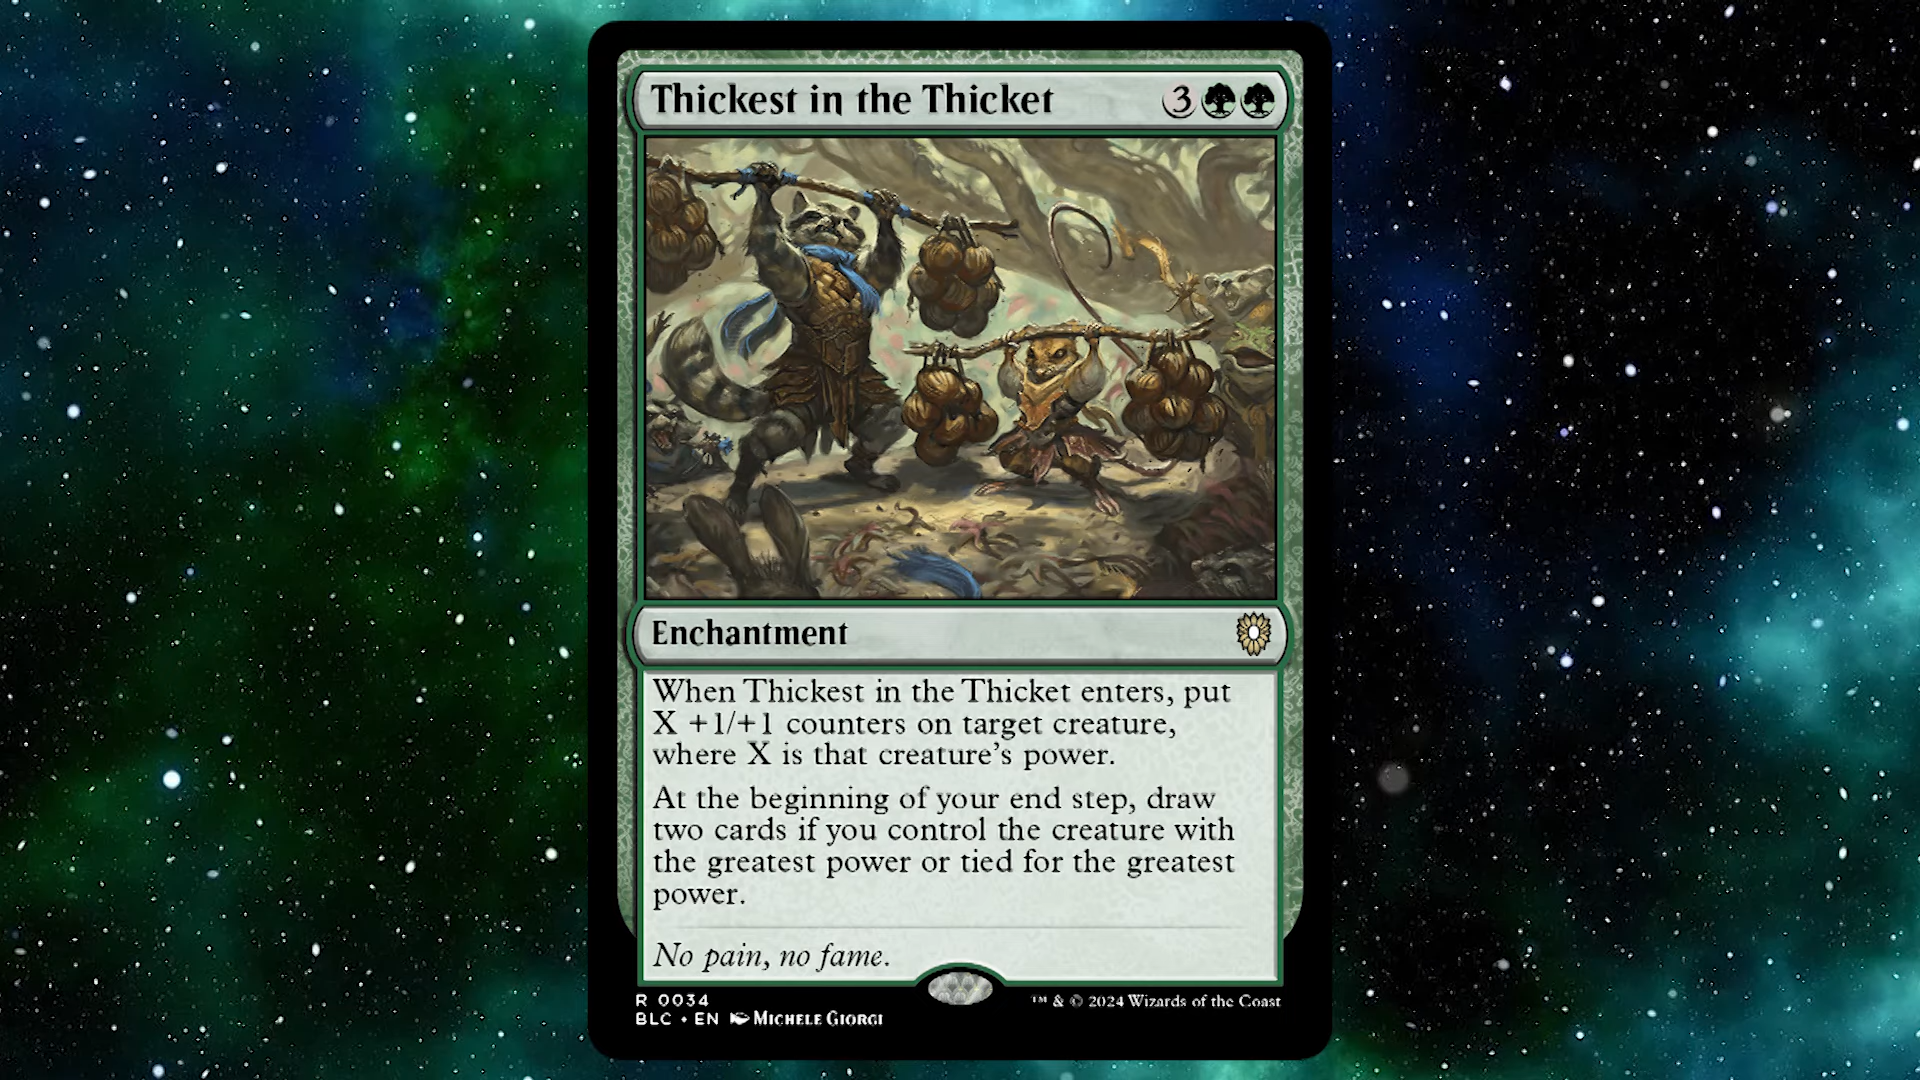 Thickest in the Thicket 3
Enchantment
When Thickest in the Thicket enters, put
X +1/+1 counters on target creature,
where X is that creature's power.
At the beginning of your end step, draw
two cards if you control the creature with
the greatest power or tied for the greatest
power.
No pain, no fame.
R 0034
BLC • EN MICHELE GIORGI
™ & © 2024 Wizards of the Coast